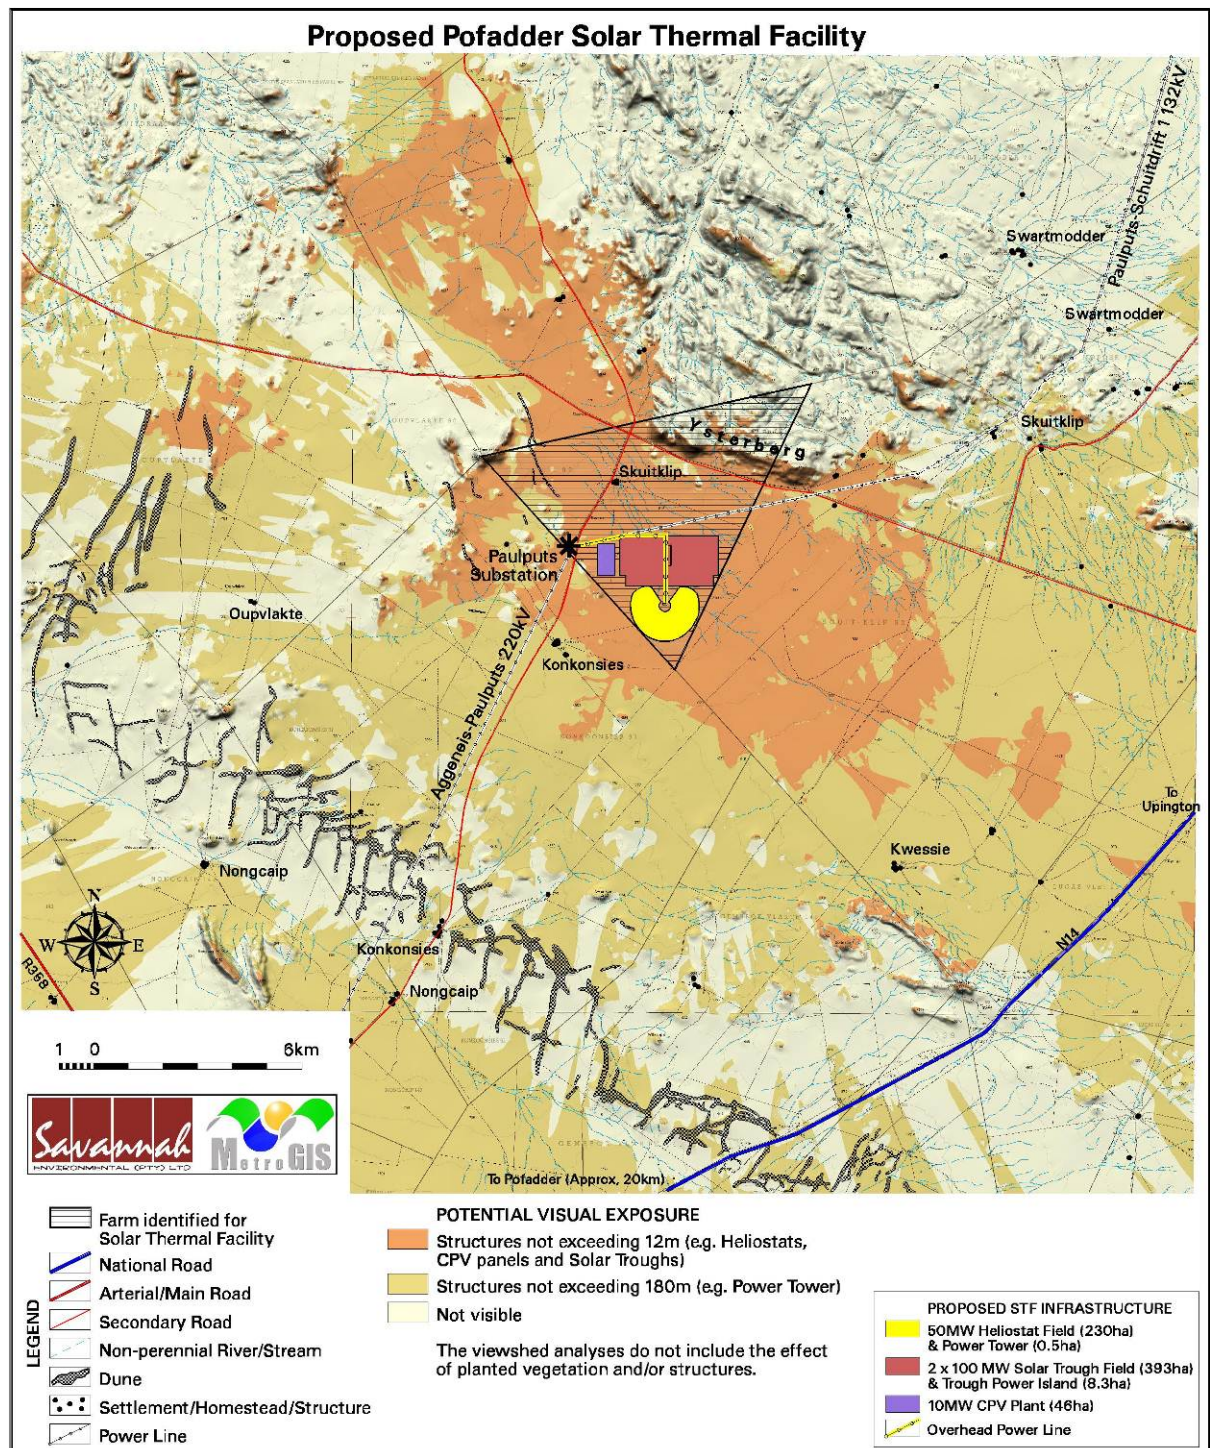 Proposed Pofadder Solar Thermal Facility
Paulputs-Schuitdrift 1 132kV
Swartmodder
Swartmodder
Skuitklip
Ysterberg
Skuitklip
Paulputs
Substation
Oupvlakte
Konkonsies
Aggeneis-Paulputs 220kV
To
Upington
Kwessie
Nongcaip
N
W E
S
Konkonsies
N14
R368
Nongcaip
1 0 6km
Savannah
ENVIRONMENTAL (PTY) LTD
MetroGIS
To Pofadder (Approx, 20km)
LEGEND
Farm identified for
Solar Thermal Facility
National Road
Arterial/Main Road
Secondary Road
Non-perennial River/Stream
Dune
Settlement/Homestead/Structure
Power Line
POTENTIAL VISUAL EXPOSURE
Structures not exceeding 12m (e.g. Heliostats,
CPV panels and Solar Troughs)
Structures not exceeding 180m (e.g. Power Tower)
Not visible
The viewshed analyses do not include the effect
of planted vegetation and/or structures.
PROPOSED STF INFRASTRUCTURE
50MW Heliostat Field (230ha)
& Power Tower (0.5ha)
2 x 100 MW Solar Trough Field (393ha)
& Trough Power Island (8.3ha)
10MW CPV Plant (46ha)
Overhead Power Line